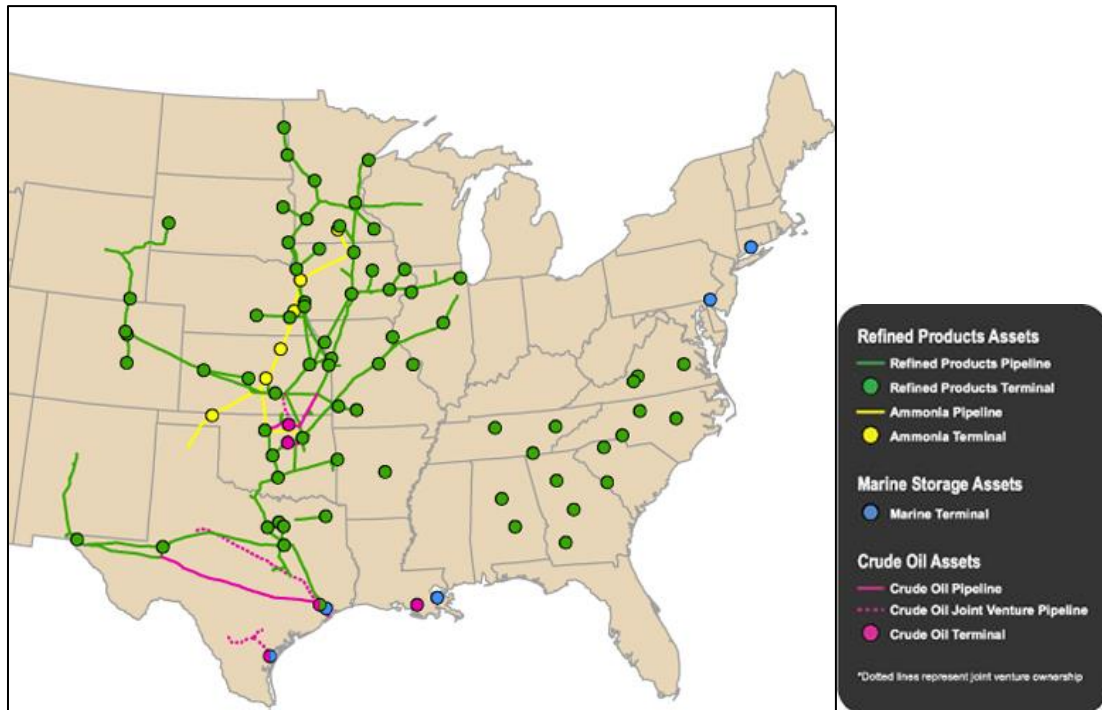 Refined Products Assets
Refined Products Pipeline
Refined Products Terminal
Ammonia Pipeline
Ammonia Terminal
Marine Storage Assets
Marine Terminal
Crude Oil Assets
Crude Oil Pipeline
Crude Oil Joint Venture Pipeline
Crude Oil Terminal
*Dotted lines represent joint venture ownership